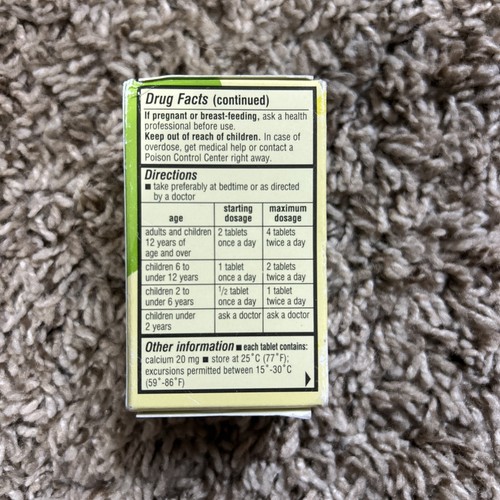 Drug Facts (continued)
If pregnant or breast-feeding, ask a health
professional before use.
Keep out of reach of children. In case of
overdose, get medical help or contact a
Poison Control Center right away.
Directions
■ take preferably at bedtime or as directed
by a doctor
age
starting
dosage
maximum
dosage
adults and children
12 years of
age and over
2 tablets
once a day
4 tablets
twice a day
children 6 to
under 12 years
1 tablet
once a day
2 tablets
twice a day
children 2 to
under 6 years
1/2 tablet
once a day
1 tablet
twice a day
children under
2 years
ask a doctor
ask a doctor
Other information ■ each tablet contains:
calcium 20 mg ■ store at 25˚C (77˚F);
excursions permitted between 15˚-30˚C
(59˚-86˚F)